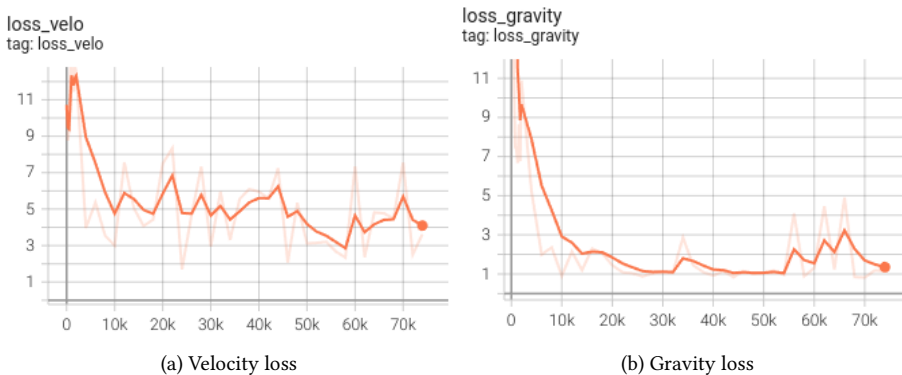 loss_velo
tag: loss_velo
11
9
7
5
3
1
0 10k 20k 30k 40k 50k 60k 70k
(a) Velocity loss
loss_gravity
tag: loss_gravity
11
9
7
5
3
1
0 10k 20k 30k 40k 50k 60k 70k
(b) Gravity loss